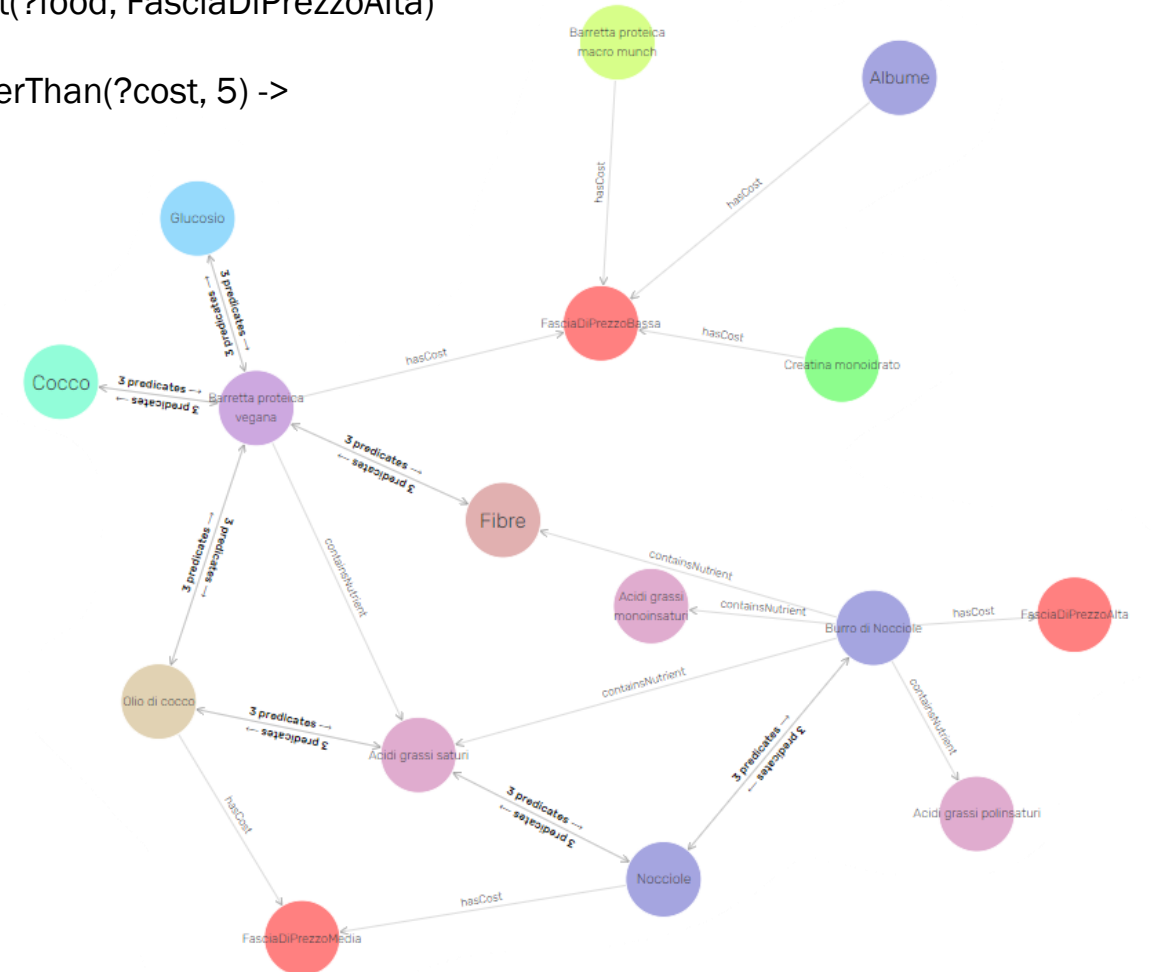 t(?food, FasciaDiPrezzoAlta)
erThan(?cost, 5) ->
Barretta proteica
macro munch
Albume
hasCost
hasCost
Glucosio
3 predicates →
3 predicates →
FasciaDiPrezzoBassa
hasCost
Creatina monoidrato
hasCost
Cocco
3 predicates →
3 predicates →
Barretta proteica
vegana
3 predicates →
3 predicates →
Fibre
3 predicates →
3 predicates →
containsNutrient
containsNutrient
Acidi grassi
monoinsaturi
containsNutrient
Burro di Nocciole
hasCost
FasciaDiPrezzoAlta
containsNutrient
containsNutrient
Olio di cocco
3 predicates →
3 predicates →
Acidi grassi saturi
3 predicates →
3 predicates →
hasCost
3 predicates →
3 predicates →
Acidi grassi polinsaturi
Nocciole
hasCost
FasciaDiPrezzoMedia